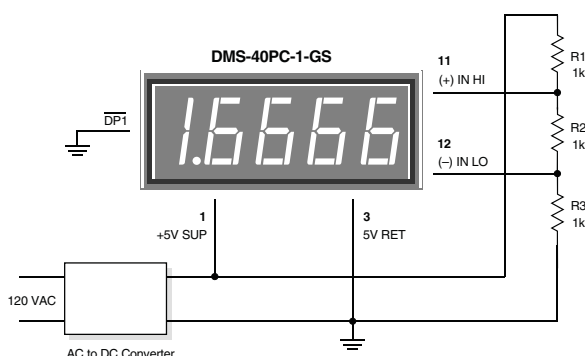 DMS-40PC-1-GS
11
(+) IN HI
R1
1k
DP1
1.6666
R2
1k
12
(–) IN LO
R3
1k
1
+5V SUP
3
5V RET
120 VAC
AC to DC Converter